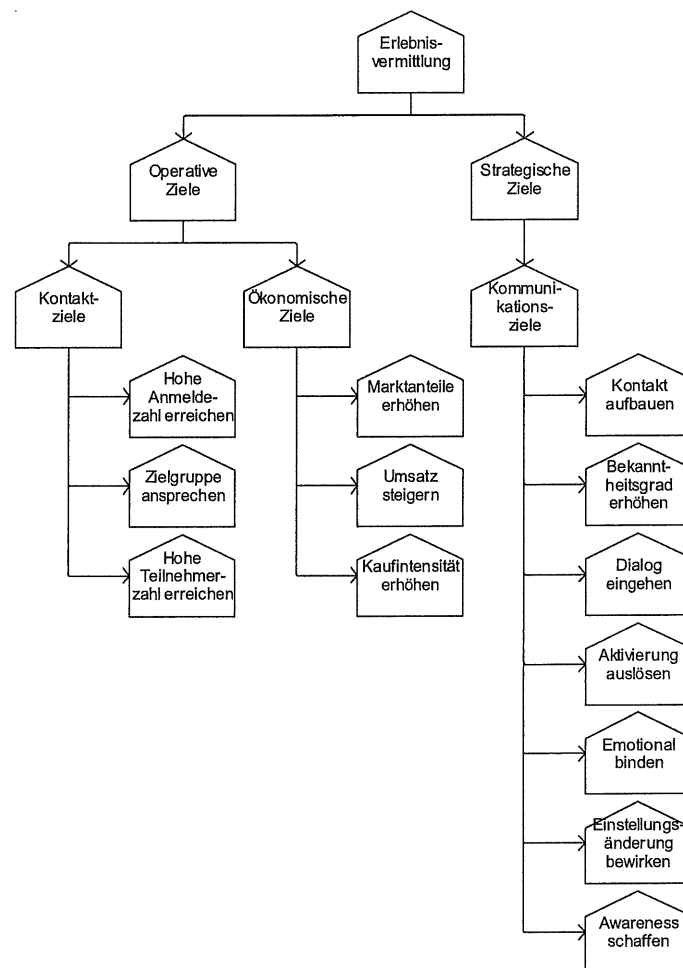 Erlebnis-
vermittlung
Operative
Ziele
Strategische
Ziele
Kontakt-
ziele
Ökonomische
Ziele
Kommuni-
kations-
ziele
Hohe
Anmelde-
zahl erreichen
Zielgruppe
ansprechen
Hohe
Teilnehmer-
zahl erreichen
Marktanteile
erhöhen
Umsatz
steigern
Kaufintensität
erhöhen
Kontakt
aufbauen
Bekannt-
heitsgrad
erhöhen
Dialog
eingehen
Aktivierung
auslösen
Emotional
binden
Einstellungs-
änderung
bewirken
Awareness
schaffen